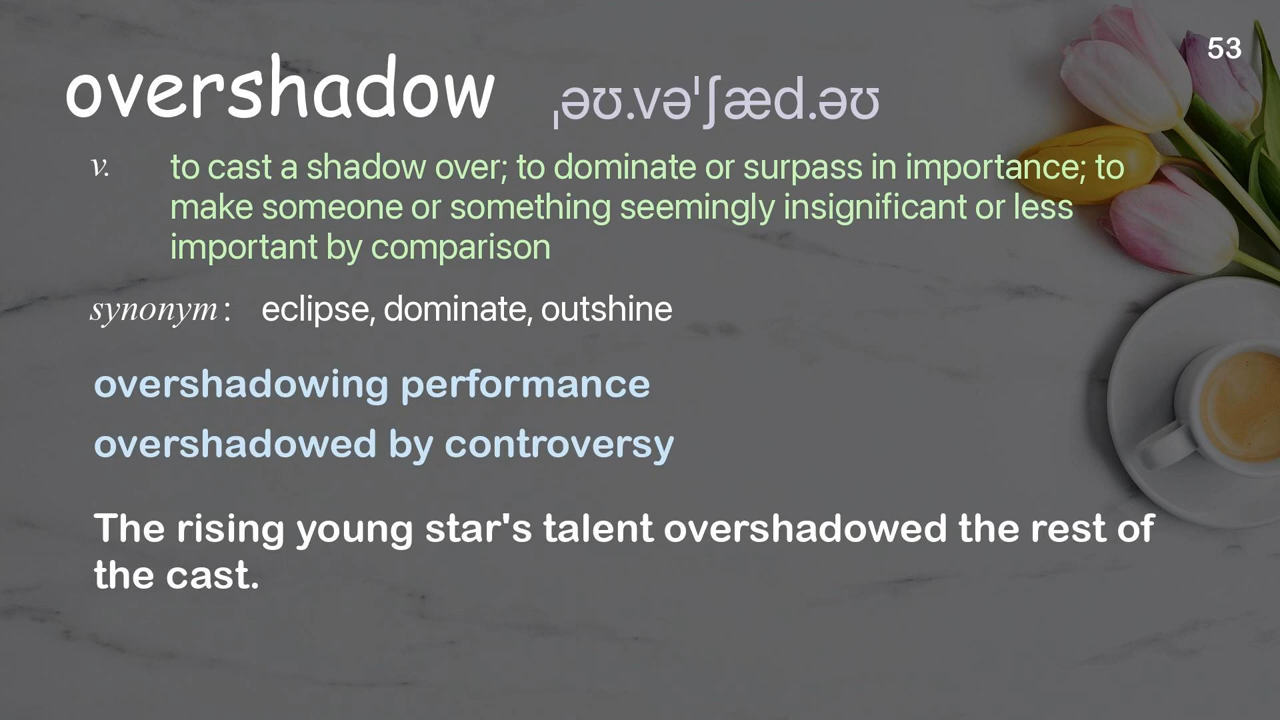 53
overshadow ˌəʊ.vəˈʃæd.əʊ
v. to cast a shadow over; to dominate or surpass in importance; to
make someone or something seemingly insignificant or less
important by comparison
synonym: eclipse, dominate, outshine
overshadowing performance
overshadowed by controversy
The rising young star's talent overshadowed the rest of
the cast.